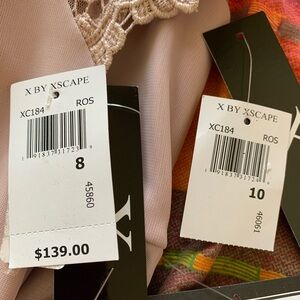 X BY XSCAPE
XC184 ROS
8
45860
$139.00
X
X BY XSCAPE
XC184 ROS
10
46061